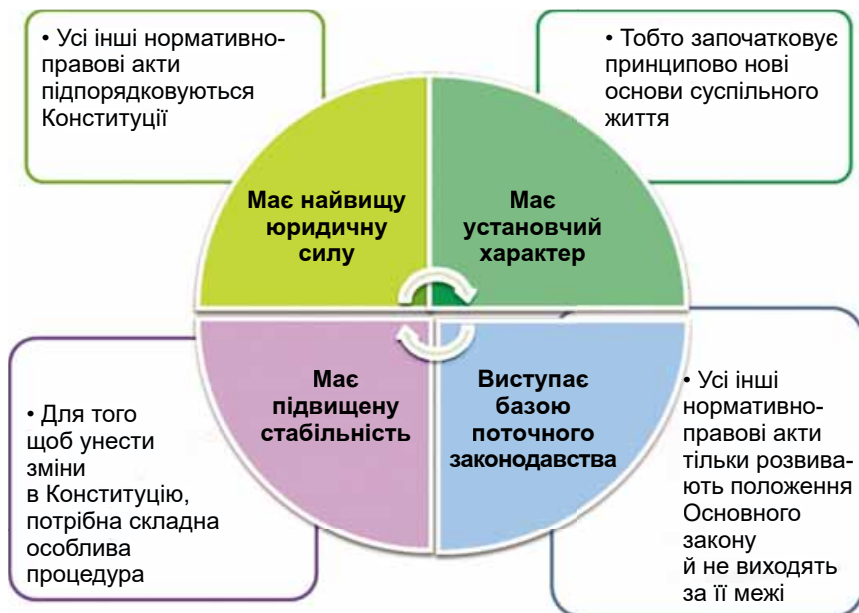 • Усі інші нормативно-
правові акти
підпорядковуються
Конституції
• Тобто започатковує
принципово нові
основи суспільного
життя
Має найвищу
юридичну
силу
Має
установчий
характер
Має
підвищену
стабільність
Виступає
базою
поточного
законодавства
• Для того
щоб унести
зміни
в Конституцію,
потрібна складна
особлива
процедура
• Усі інші
нормативно-
правові акти
тільки розвива-
ють положення
Основного
закону
й не виходять
за її межі